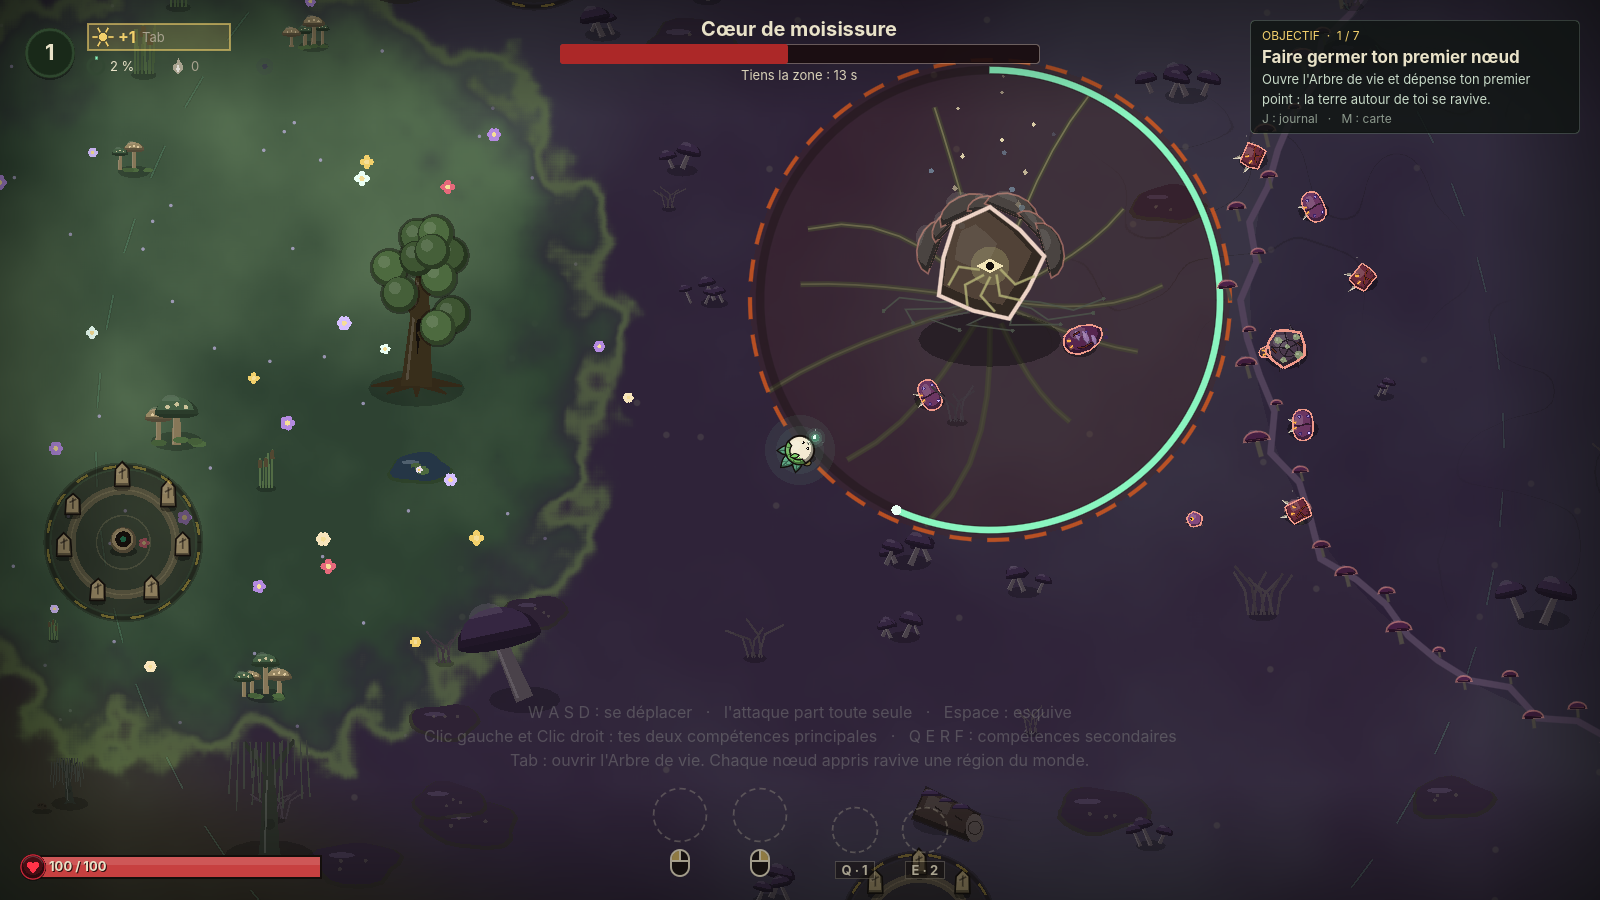 1
+1 Tab
2 % 0
Cœur de moisissure
Tiens la zone : 13 s
OBJECTIF · 1 / 7
Faire germer ton premier nœud
Ouvre l'Arbre de vie et dépense ton premier
point : la terre autour de toi se ravive.
J : journal · M : carte
W A S D : se déplacer · l'attaque part toute seule · Espace : esquive
Clic gauche et Clic droit : tes deux compétences principales · Q E R F : compétences secondaires
Tab : ouvrir l'Arbre de vie. Chaque nœud appris ravive une région du monde.
100 / 100
Q · 1
E · 2